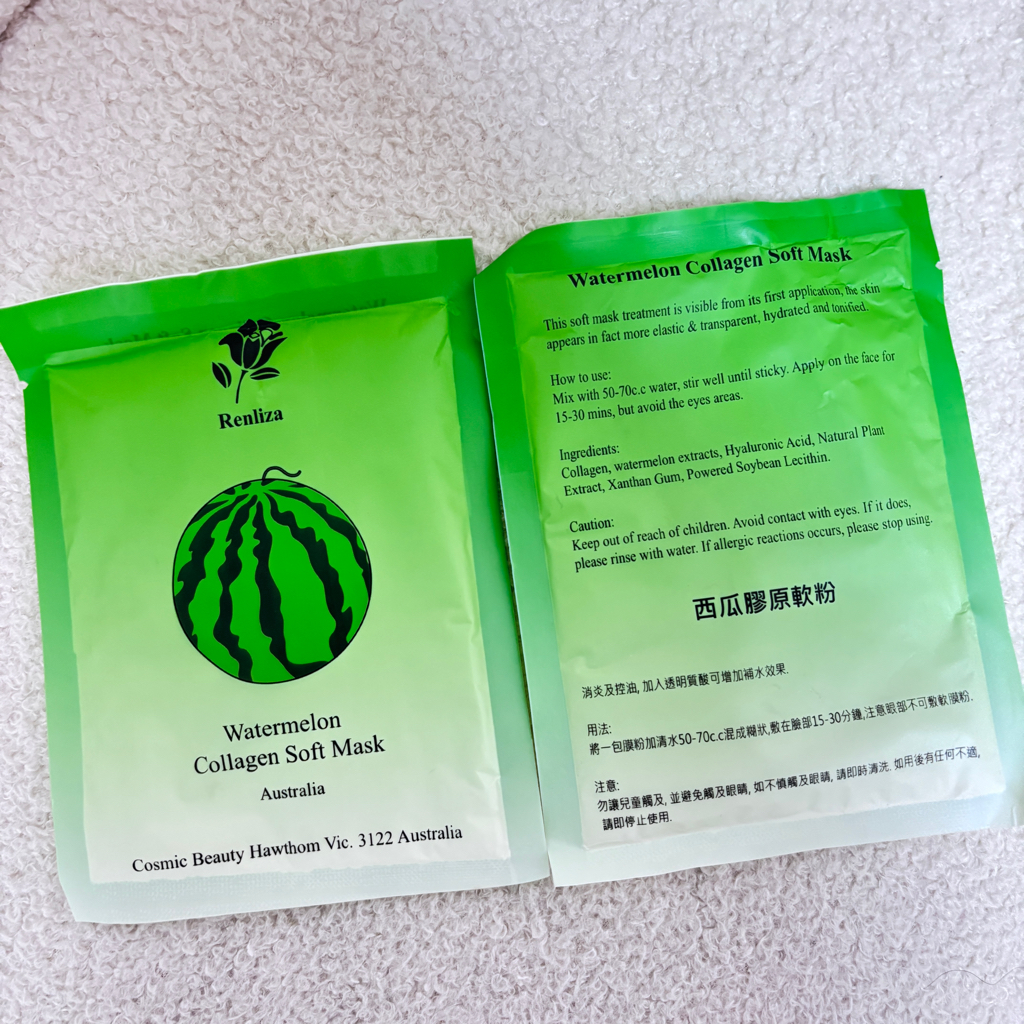 Renliza
Watermelon
Collagen Soft Mask
Australia
Cosmic Beauty Hawthom Vic. 3122 Australia
Watermelon Collagen Soft Mask
This soft mask treatment is visible from its first application, the skin
appears in fact more elastic & transparent, hydrated and tonified.
How to use:
Mix with 50-70c.c water, stir well until sticky. Apply on the face for
15-30 mins, but avoid the eyes areas.
Ingredients:
Collagen, watermelon extracts, Hyaluronic Acid, Natural Plant
Extract, Xanthan Gum, Powered Soybean Lecithin.
Caution:
Keep out of reach of children. Avoid contact with eyes. If it does,
please rinse with water. If allergic reactions occurs, please stop using.
西瓜膠原軟粉
消炎及控油, 加入透明質酸可增加補水效果.
用法:
將一包膜粉加清水50-70c.c混成糊狀,敷在臉部15-30分鐘,注意眼部不可敷軟膜粉.
注意:
勿讓兒童觸及, 並避免觸及眼睛, 如不慎觸及眼睛, 請即時清洗. 如用後有任何不適,
請即停止使用.